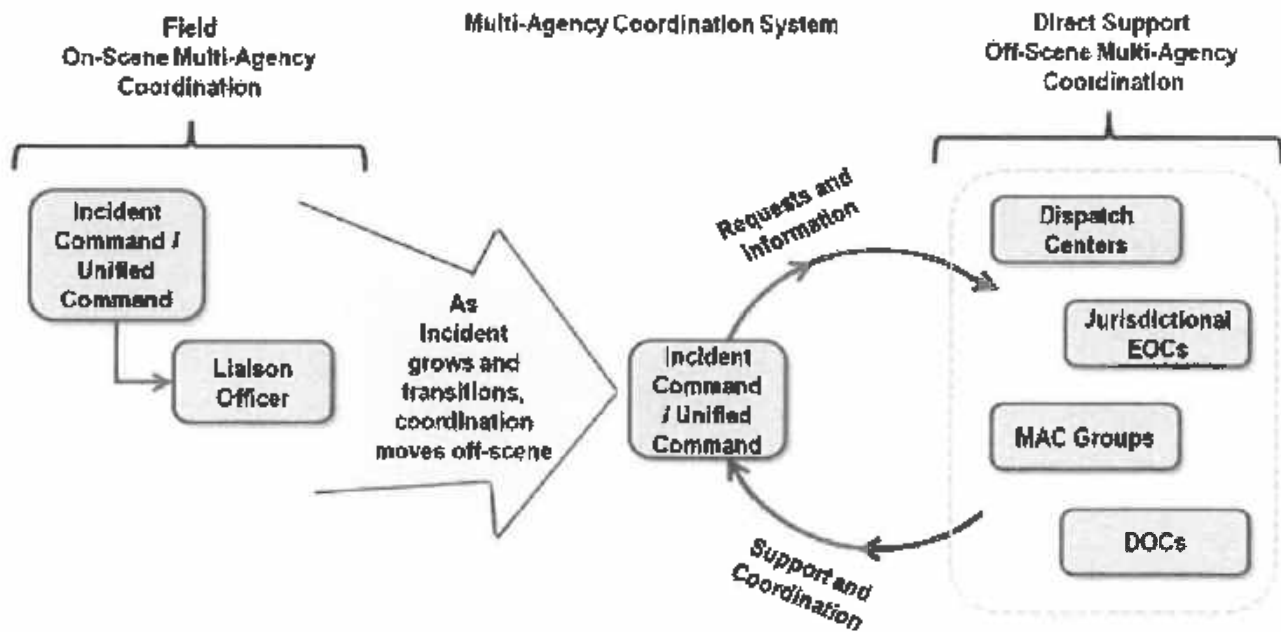 Field
On-Scene Multi-Agency
Coordination
Multi-Agency Coordination System
Direct Support
Off-Scene Multi-Agency
Coordination
Incident
Command /
Unified
Command
Liaison
Officer
As
Incident
grows and
transitions,
coordination
moves off-scene
Requests and
Information
Incident
Command
/ Unified
Command
Support and
Coordination
Dispatch
Centers
Jurisdictional
EOCs
MAC Groups
DOCs